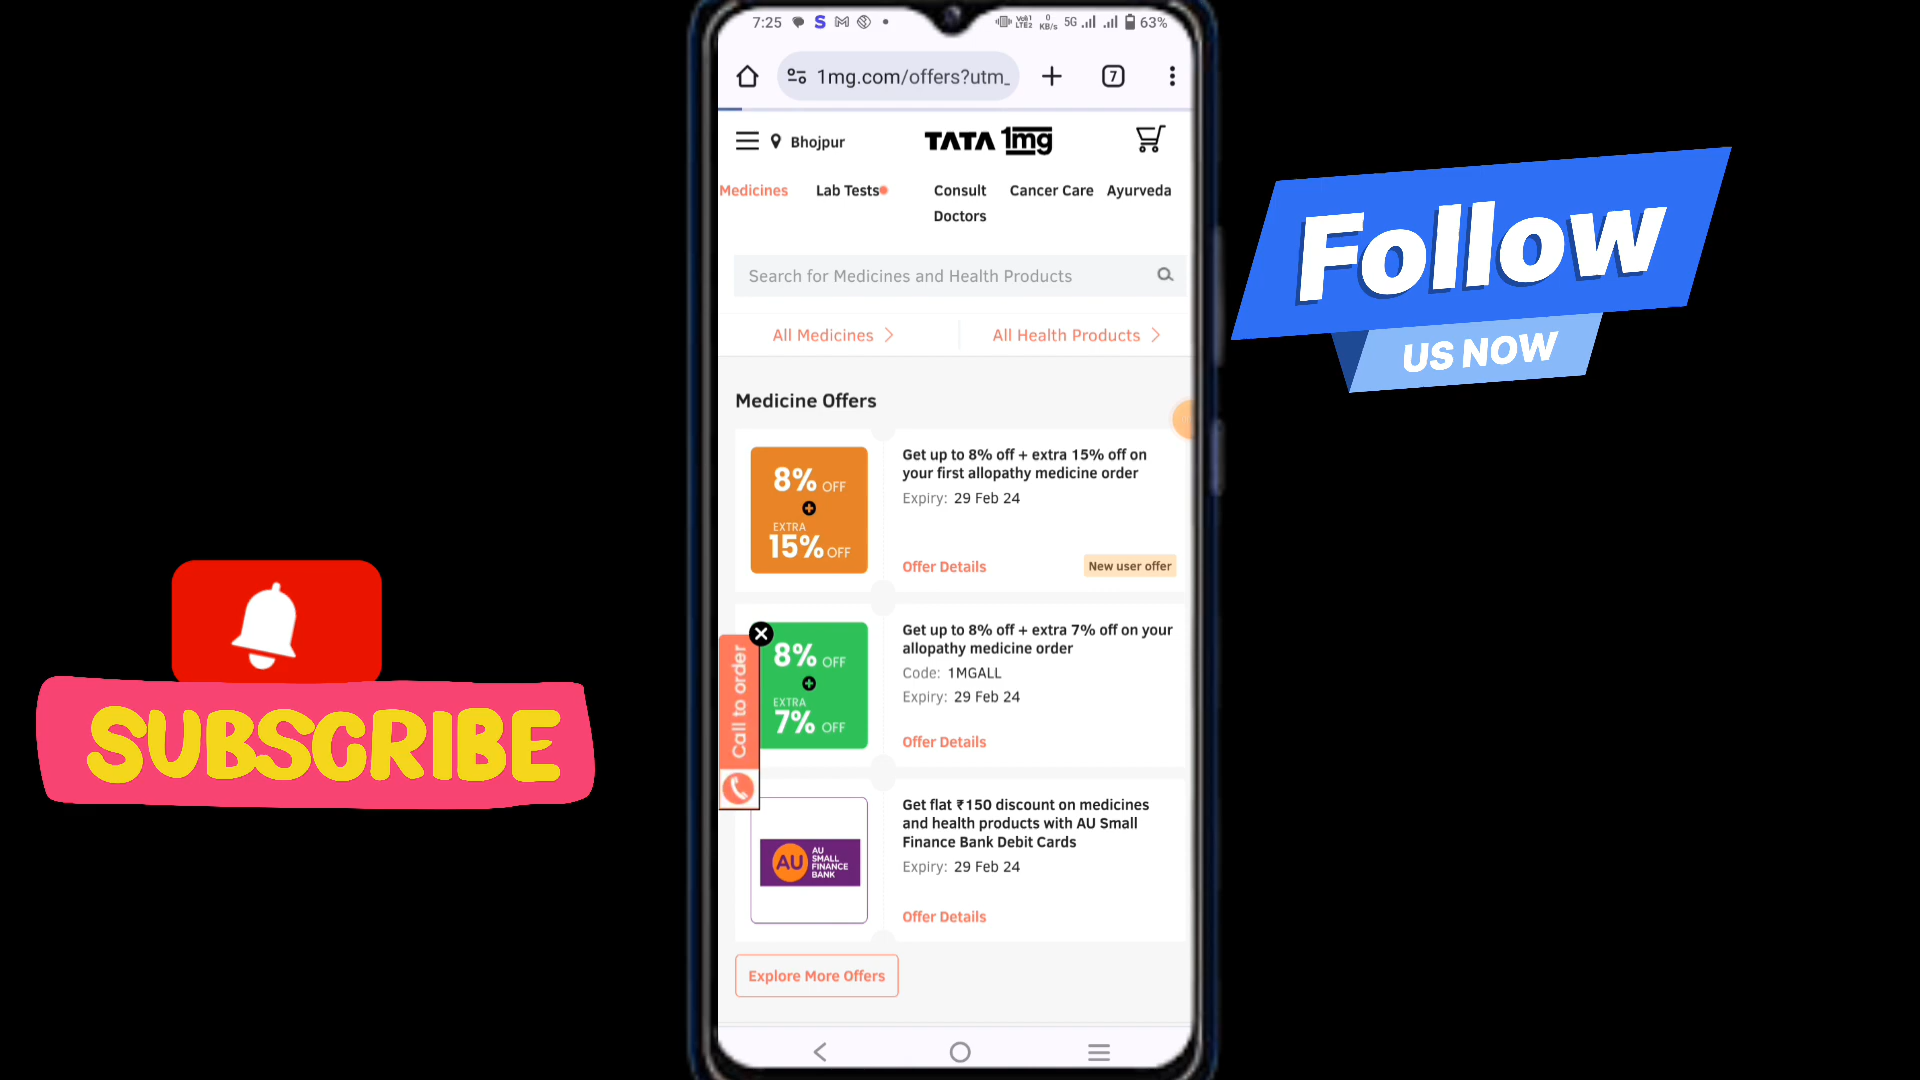 7:25
Vo))1
LTE2
0
KB/s
5G
63%
1mg.com/offers?utm_
7
Bhojpur
TATA 1mg
Medicines
Lab Tests
Consult
Doctors
Cancer Care
Ayurveda
Search for Medicines and Health Products
All Medicines
All Health Products
Medicine Offers
8% OFF
EXTRA
15% OFF
Get up to 8% off + extra 15% off on
your first allopathy medicine order
Expiry: 29 Feb 24
Offer Details
New user offer
8% OFF
EXTRA
7% OFF
Get up to 8% off + extra 7% off on your
allopathy medicine order
Code: 1MGALL
Expiry: 29 Feb 24
Offer Details
Call to order
AU
AU
SMALL
FINANCE
BANK
Get flat ₹150 discount on medicines
and health products with AU Small
Finance Bank Debit Cards
Expiry: 29 Feb 24
Offer Details
Explore More Offers
SUBSCRIBE
Follow
US NOW